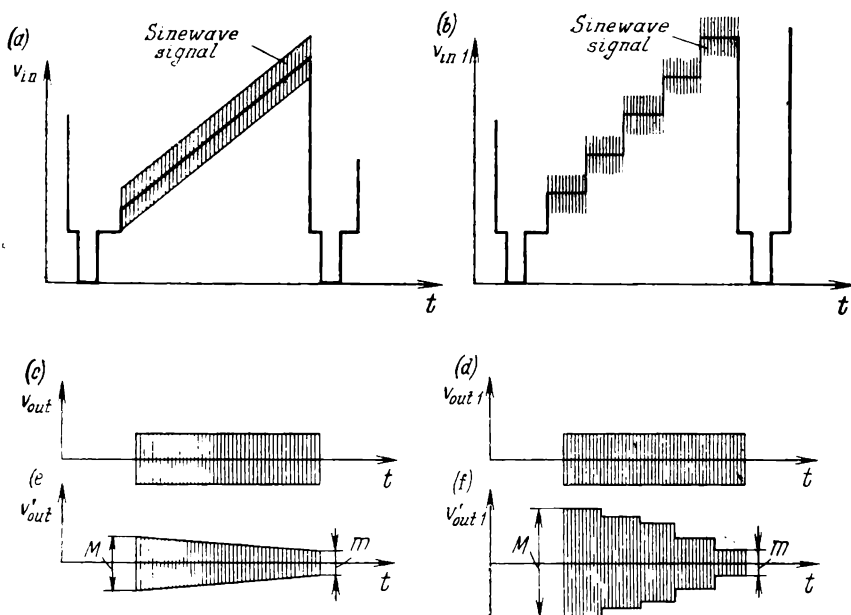 (a)
Sinewave
signal
v_in
t
(b)
Sinewave
signal
v_in 1
t
(c)
v_out
t
(d)
v_out 1
t
(e
v'_out
M
m
t
(f)
v'_out 1
M
m
t